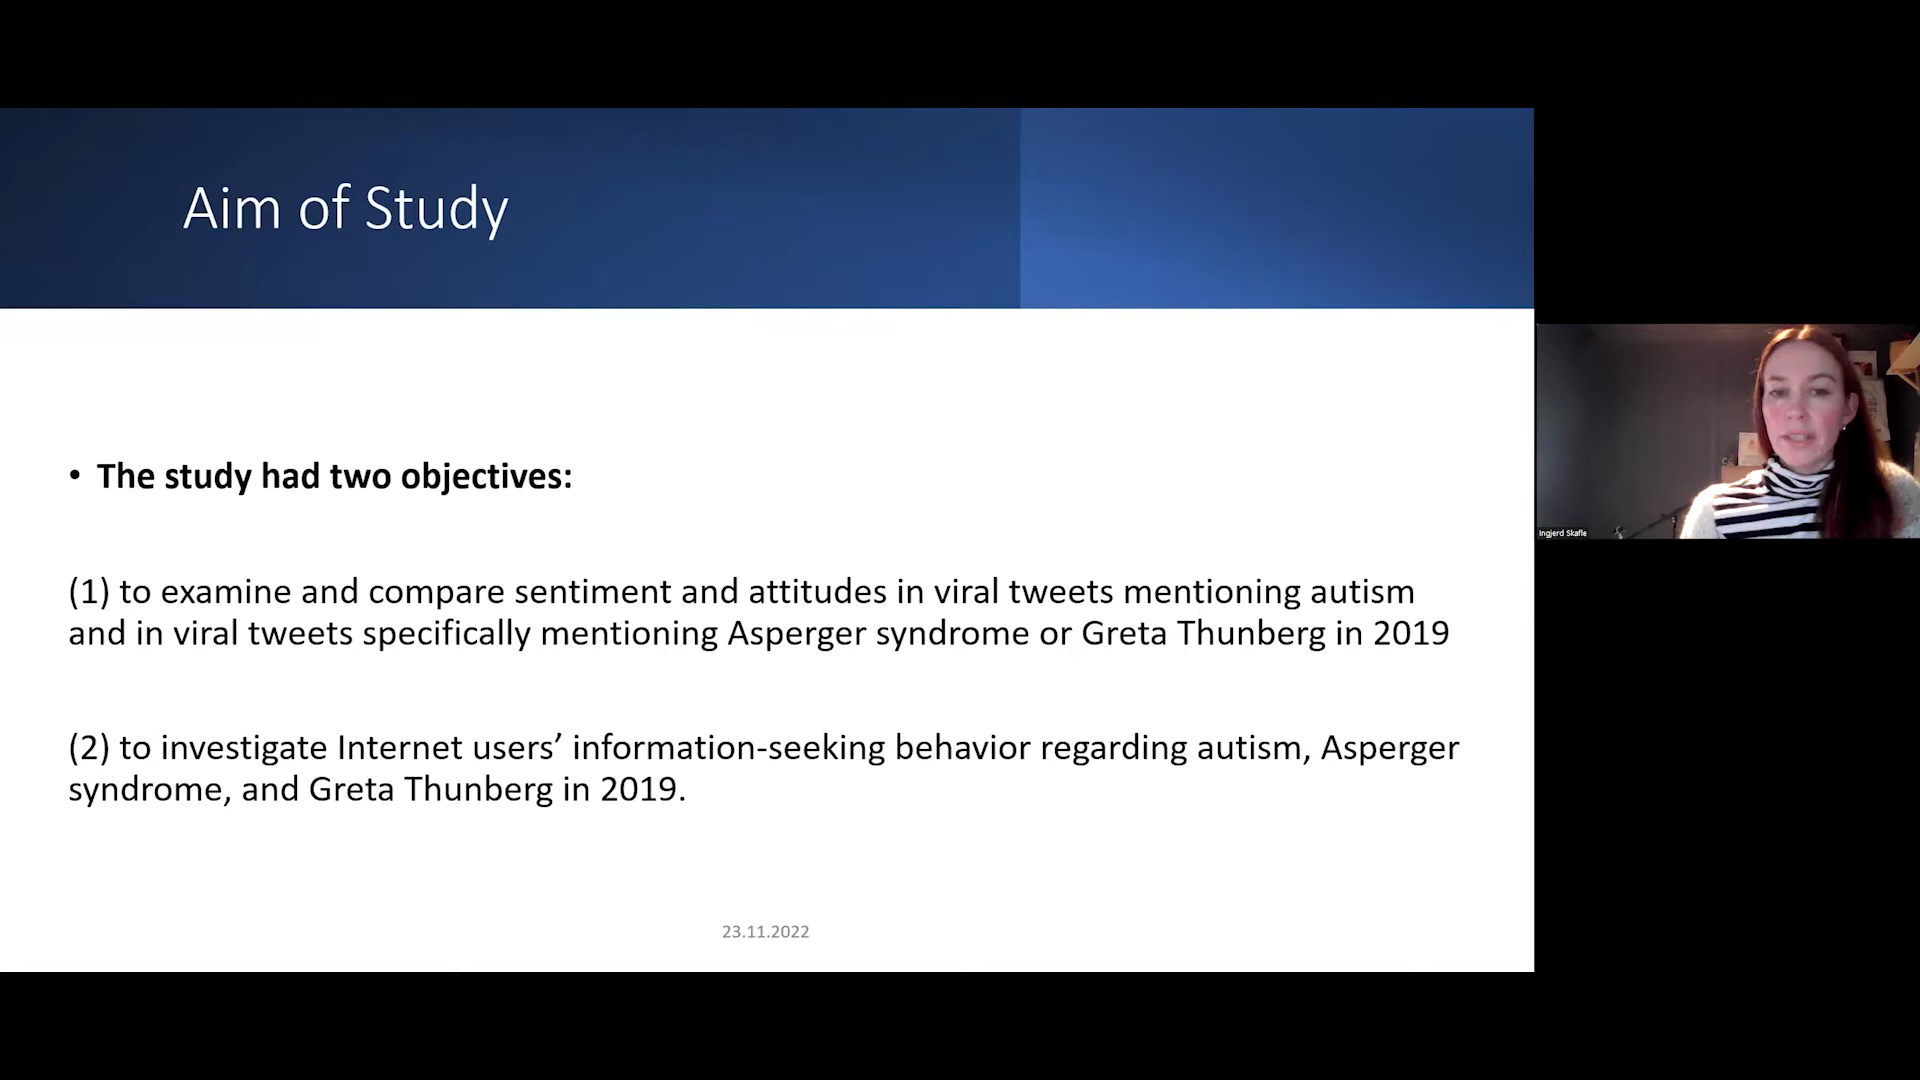 Aim of Study
• The study had two objectives:
(1) to examine and compare sentiment and attitudes in viral tweets mentioning autism
and in viral tweets specifically mentioning Asperger syndrome or Greta Thunberg in 2019
(2) to investigate Internet users’ information-seeking behavior regarding autism, Asperger
syndrome, and Greta Thunberg in 2019.
23.11.2022
Ingjerd Skafle